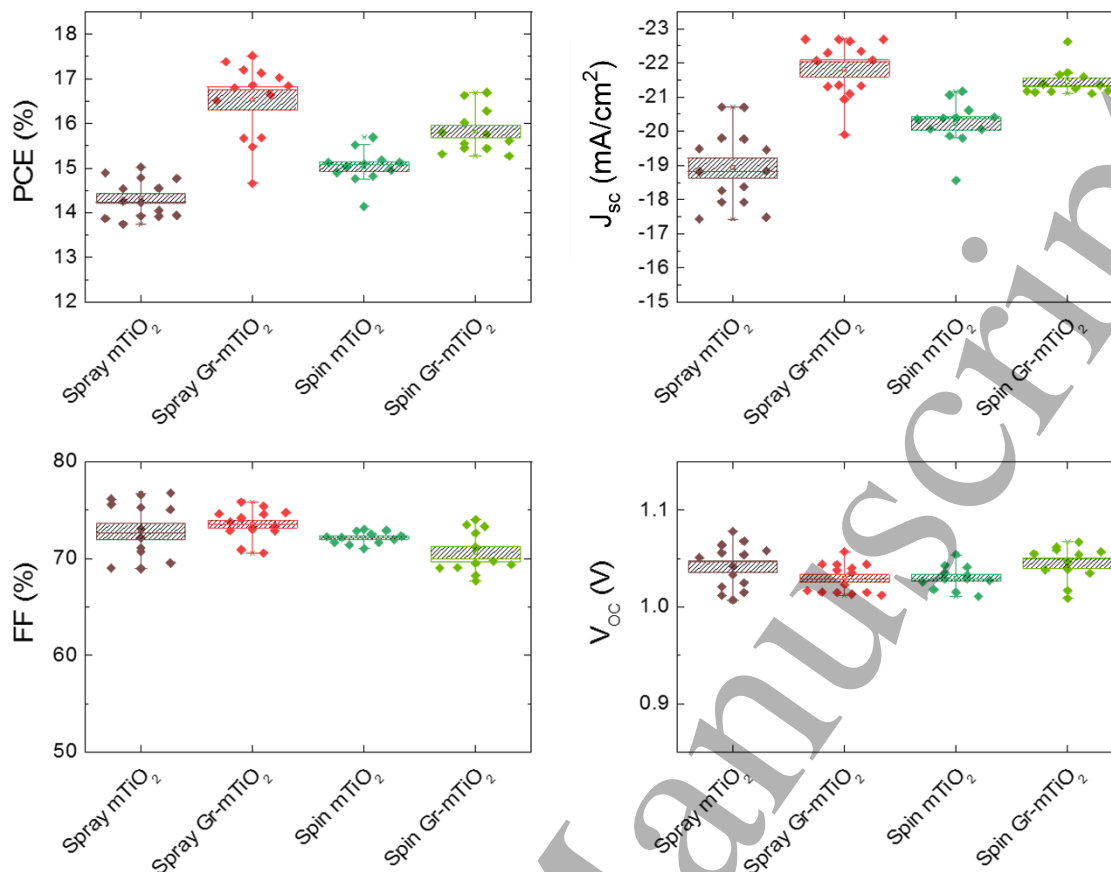 PCE (%)
18
17
16
15
14
13
12
Spray mTiO₂
Spray Gr-mTiO₂
Spin mTiO₂
Spin Gr-mTiO₂
J_sc (mA/cm²)
-23
-22
-21
-20
-19
-18
-17
-16
-15
Spray mTiO₂
Spray Gr-mTiO₂
Spin mTiO₂
Spin Gr-mTiO₂
FF (%)
80
70
60
50
Spray mTiO₂
Spray Gr-mTiO₂
Spin mTiO₂
Spin Gr-mTiO₂
V_OC (V)
1.1
1.0
0.9
Spray mTiO₂
Spray Gr-mTiO₂
Spin mTiO₂
Spin Gr-mTiO₂
Manuscrip